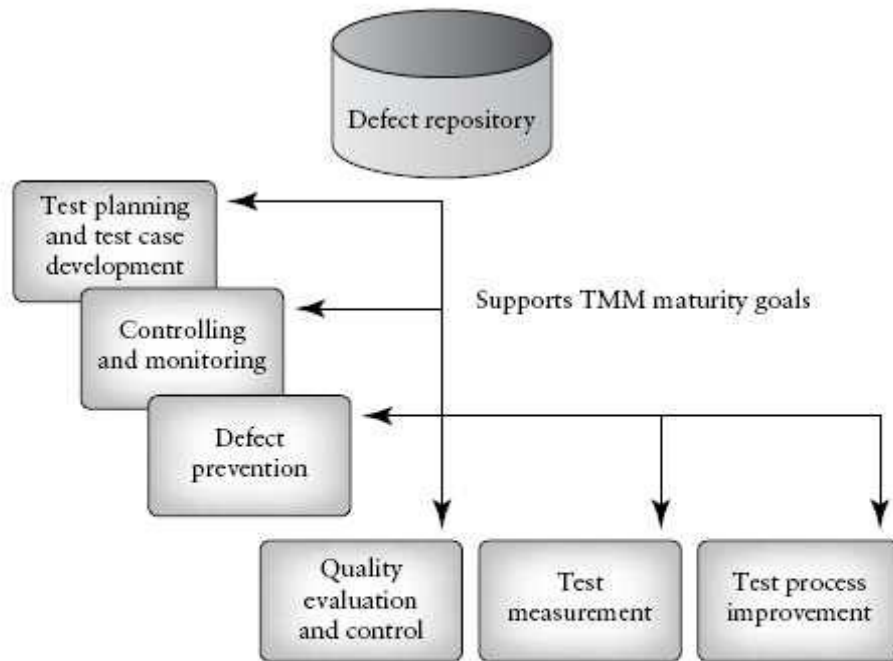 Defect repository
Test planning
and test case
development
Supports TMM maturity goals
Controlling
and monitoring
Defect
prevention
Quality
evaluation
and control
Test
measurement
Test process
improvement